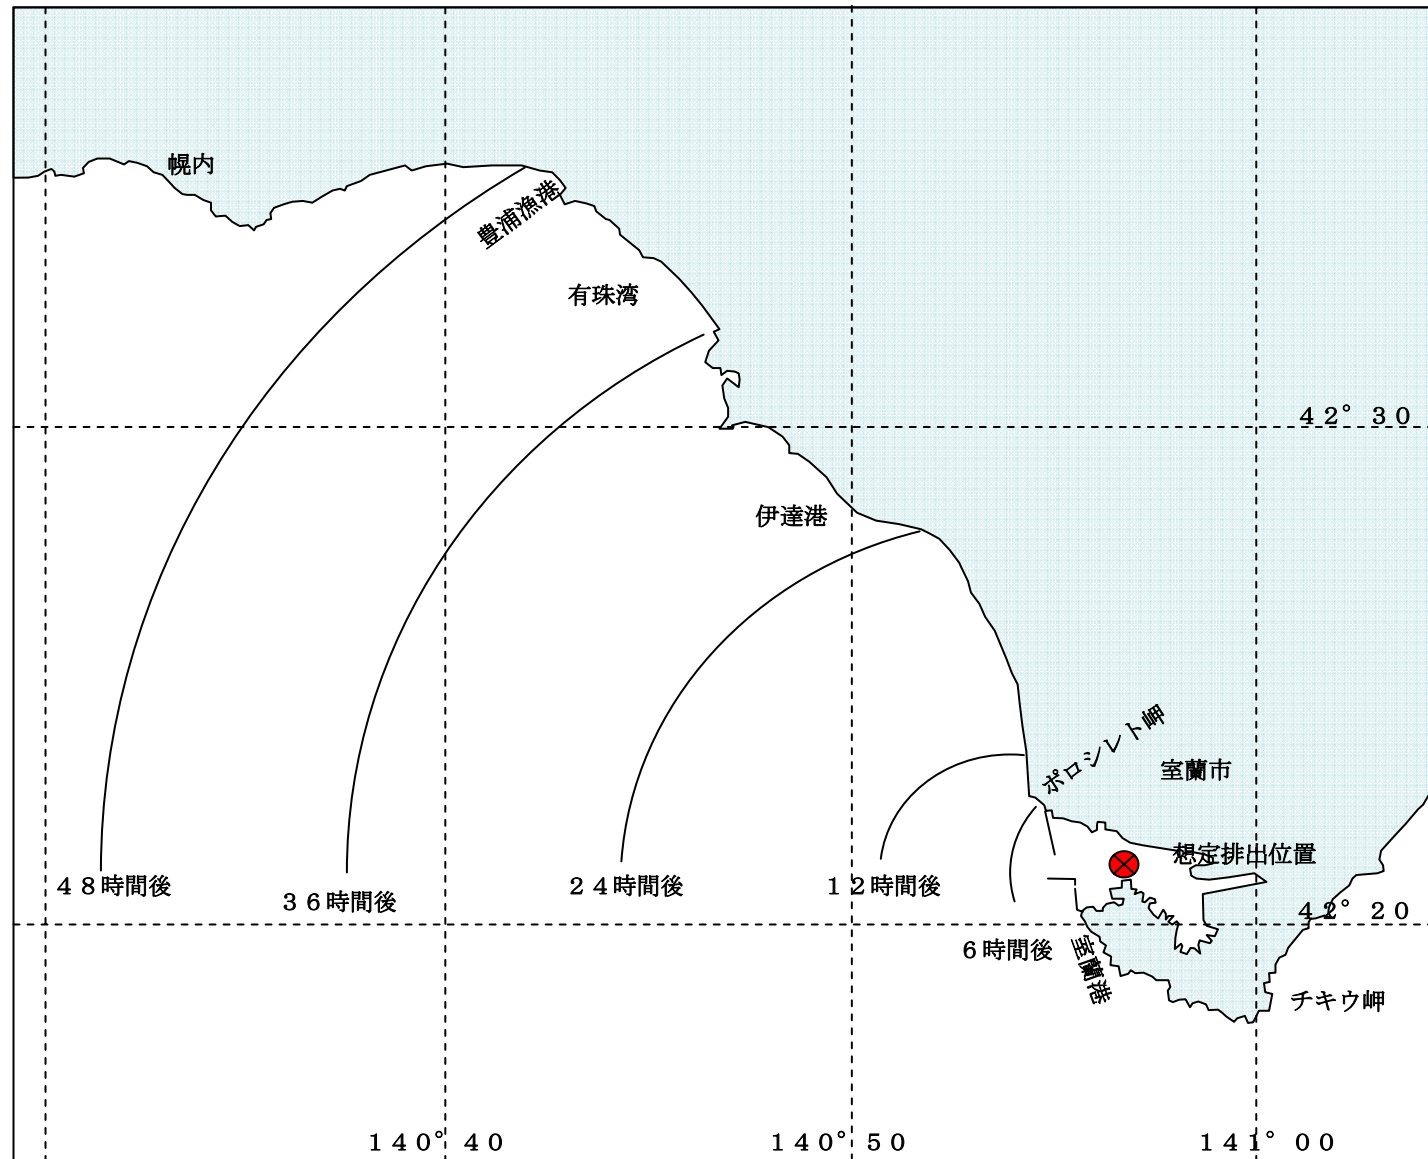 幌内
豊浦漁港
有珠湾
４２°３０
伊達港
ポロシレト岬
室蘭市
想定排出位置
４８時間後
３６時間後
２４時間後
１２時間後
４２°２０
６時間後
室蘭港
チキウ岬
１４０°４０
１４０°５０
１４１°００